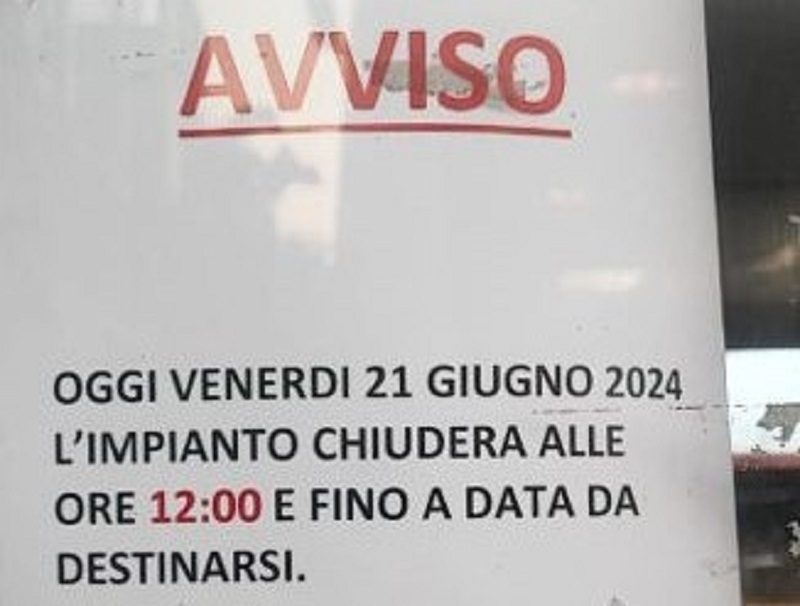 AVVISO
OGGI VENERDI 21 GIUGNO 2024
L'IMPIANTO CHIUDERA ALLE
ORE 12:00 E FINO A DATA DA
DESTINARSI.